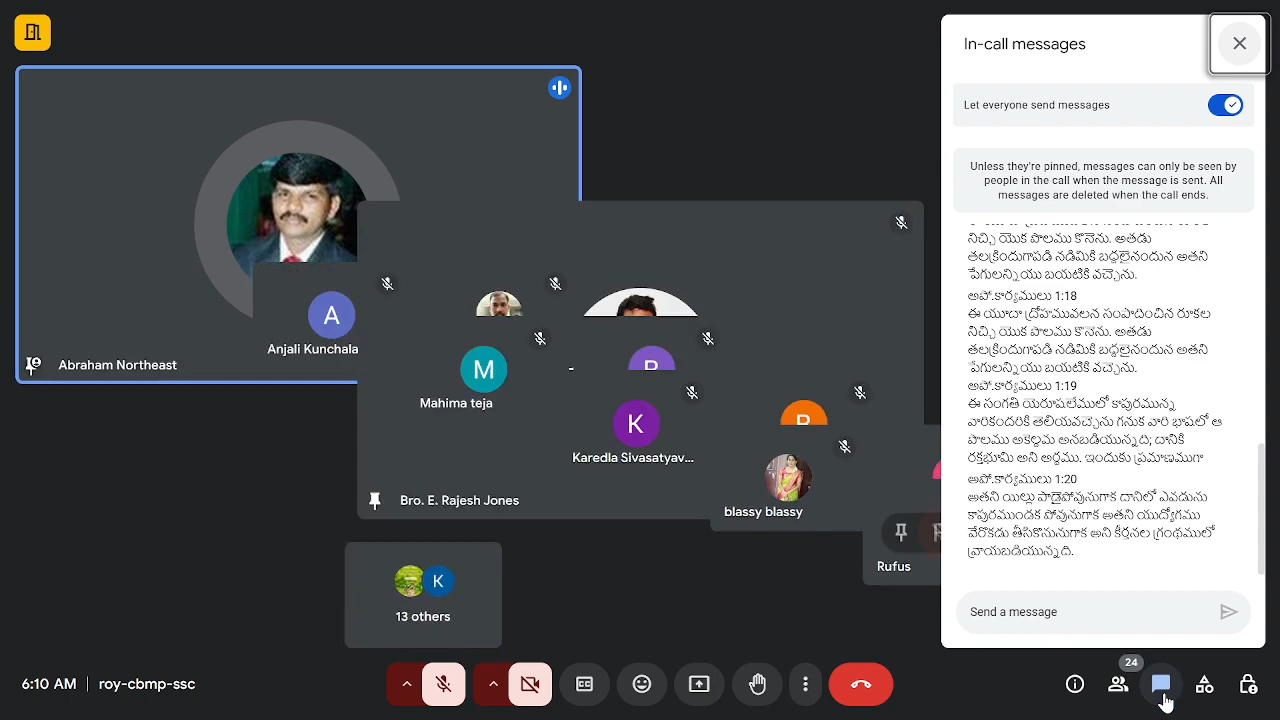 In-call messages
Let everyone send messages
Unless they're pinned, messages can only be seen by
people in the call when the message is sent. All
messages are deleted when the call ends.
నిచ్చి యొక పొలము కొనెను. అతడు
తలక్రిందుగాపడి నడిమికి బద్దలైనందున అతని
పేగులన్నియు బయటికి వచ్చెను.
అపో.కార్యములు 1:18
ఈ యూదా ద్రోహమువలన సంపాదించిన రూకల
నిచ్చి యొక పొలము కొనెను. అతడు
తలక్రిందుగాపడి నడిమికి బద్దలైనందున అతని
పేగులన్నియు బయటికి వచ్చెను.
అపో.కార్యములు 1:19
ఈ సంగతి యెరూషలేములో కాపురమున్న
వారికందరికి తెలియవచ్చెను గనుక వారి భాషలో ఆ
పొలము అకల్దమ అనబడియున్నది; దానికి
రక్తభూమి అని అర్థము. ఇందుకు ప్రమాణముగా
అపో.కార్యములు 1:20
అతని యిల్లు పాడైపోవునుగాక దానిలో ఎవడును
కాపురముండక పోవునుగాక అతని యుద్యోగము
వేరొకడు తీసికొనునుగాక అని కీర్తనల గ్రంథములో
వ్రాయబడియున్నది.
Send a message
Abraham Northeast
A
Anjali Kunchala
M
Mahima teja
K
Karedla Sivasatyav...
Bro. E. Rajesh Jones
blassy blassy
Rufus
K
13 others
6:10 AM | roy-cbmp-ssc
24